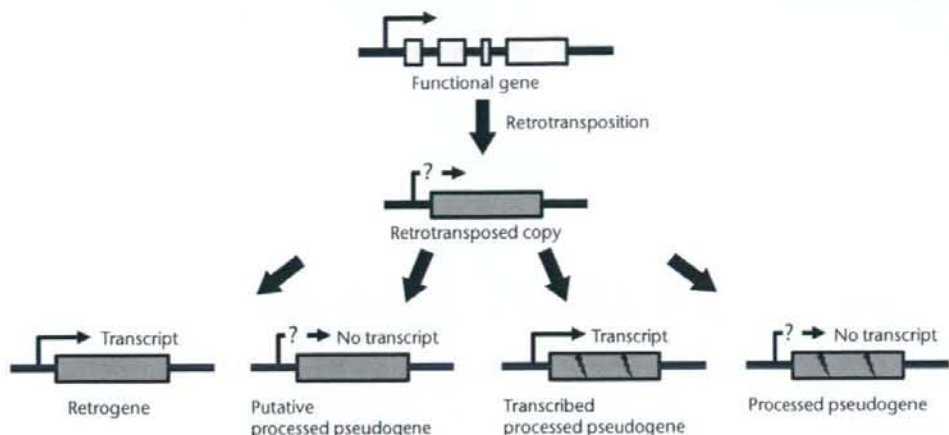 Functional gene
Retrotransposition
?
Retrotransposed copy
Transcript
? No transcript
Transcript
? No transcript
Retrogene
Putative
processed pseudogene
Transcribed
processed pseudogene
Processed pseudogene